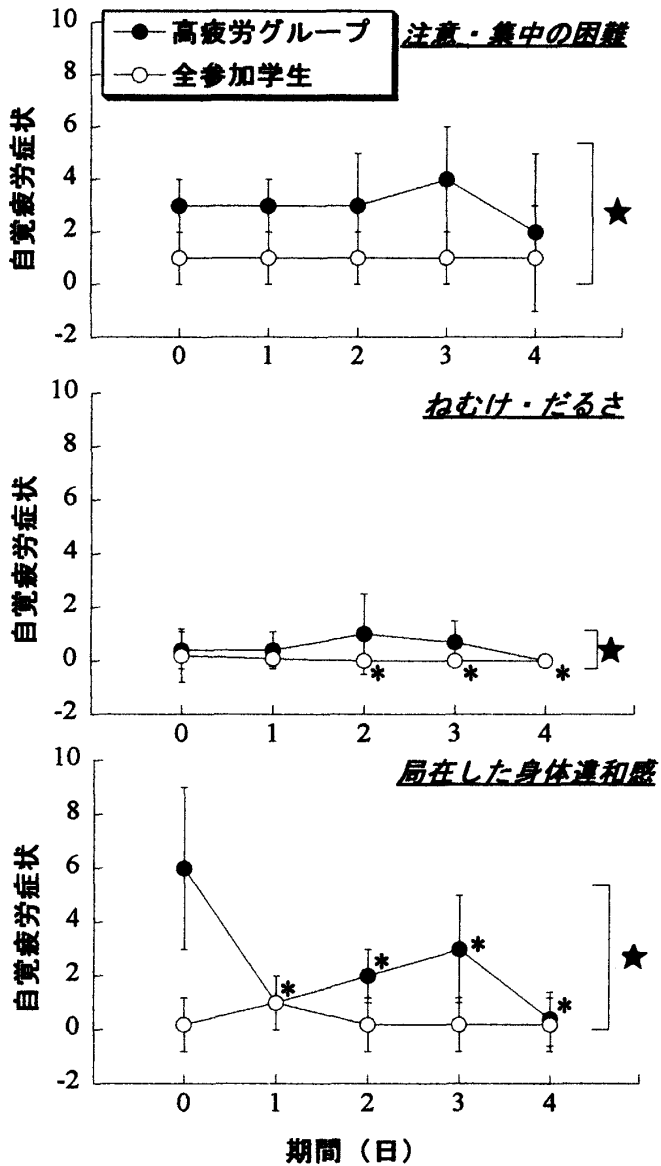 高疲労グループ
全参加学生
注意・集中の困難
自覚疲労症状
10
8
6
4
2
0
-2
0 1 2 3 4
★
ねむけ・だるさ
自覚疲労症状
10
8
6
4
2
0
-2
* * *
★
0 1 2 3 4
局在した身体違和感
自覚疲労症状
10
8
6
4
2
0
-2
* * * *
★
0 1 2 3 4
期間（日）